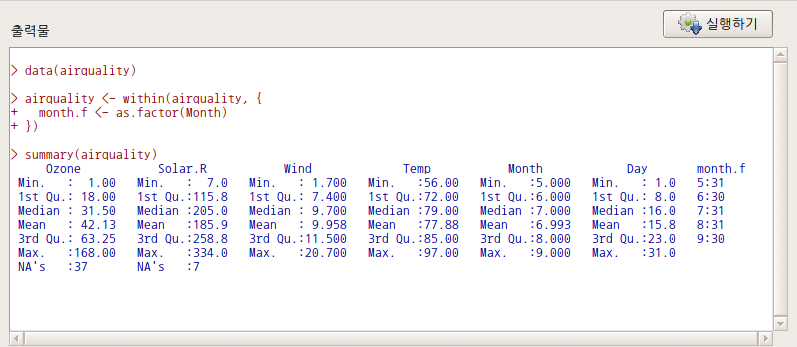 실행하기
출력물
> data(airquality)
> airquality <- within(airquality, {
+   month.f <- as.factor(Month)
+ })
> summary(airquality)
     Ozone           Solar.R           Wind             Temp           Month            Day       month.f
 Min.   :  1.00   Min.   :  7.0   Min.   : 1.700   Min.   :56.00   Min.   :5.000   Min.   : 1.0   5:31
 1st Qu.: 18.00   1st Qu.:115.8   1st Qu.: 7.400   1st Qu.:72.00   1st Qu.:6.000   1st Qu.: 8.0   6:30
 Median : 31.50   Median :205.0   Median : 9.700   Median :79.00   Median :7.000   Median :16.0   7:31
 Mean   : 42.13   Mean   :185.9   Mean   : 9.958   Mean   :77.88   Mean   :6.993   Mean   :15.8   8:31
 3rd Qu.: 63.25   3rd Qu.:258.8   3rd Qu.:11.500   3rd Qu.:85.00   3rd Qu.:8.000   3rd Qu.:23.0   9:30
 Max.   :168.00   Max.   :334.0   Max.   :20.700   Max.   :97.00   Max.   :9.000   Max.   :31.0
 NA's   :37       NA's   :7